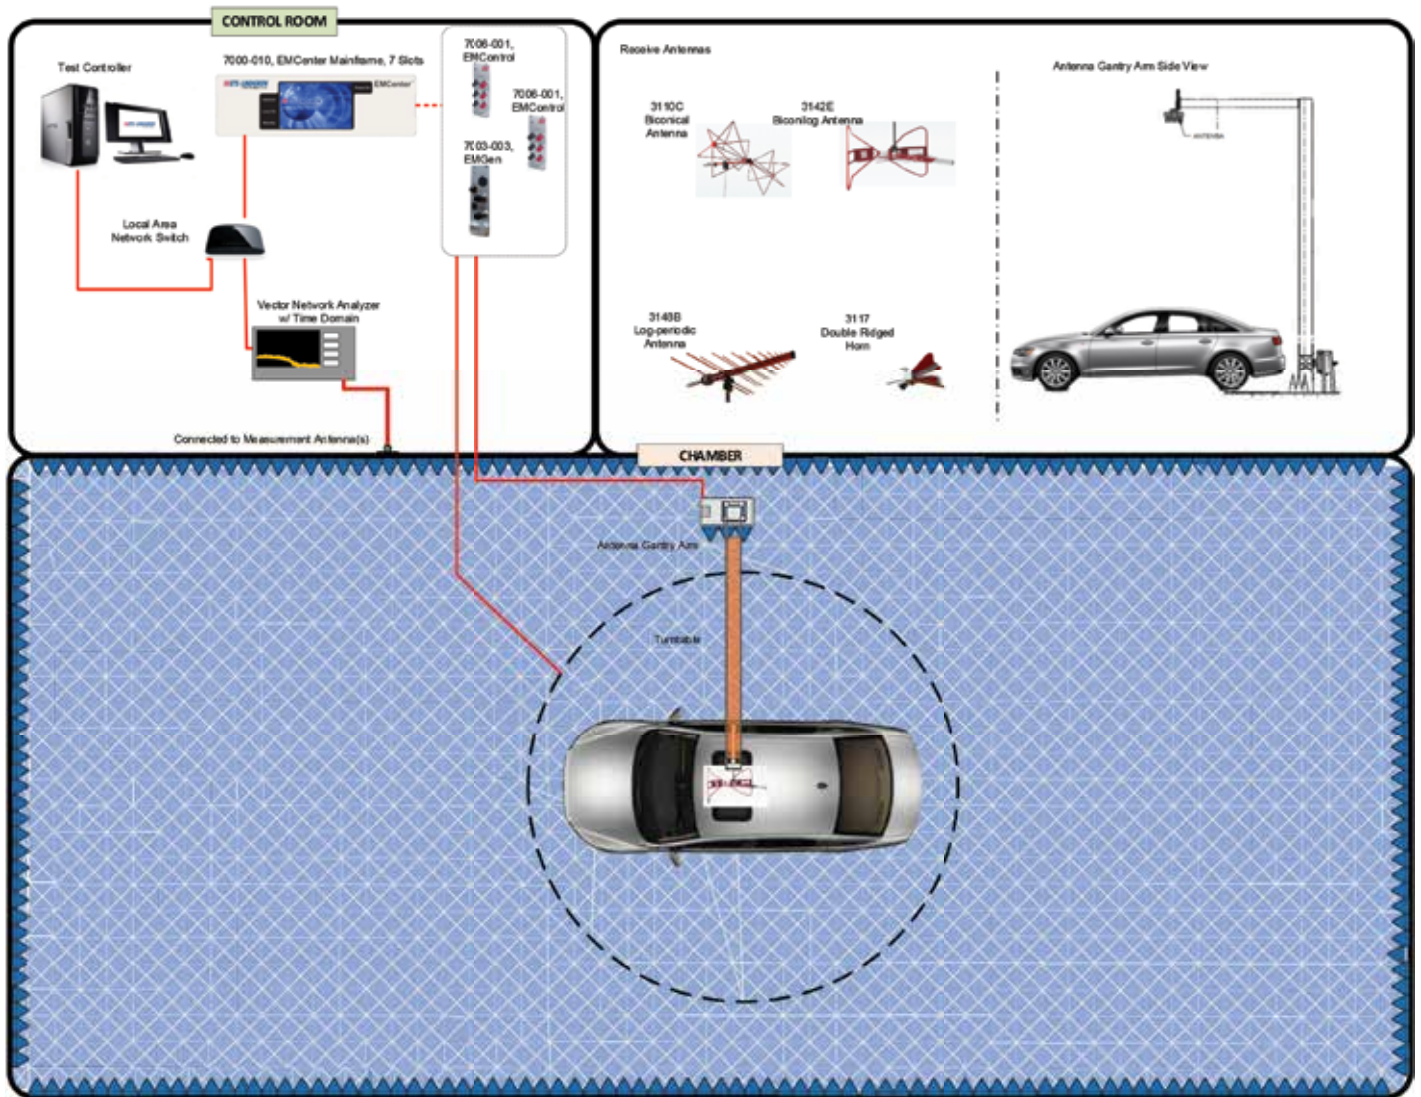 CONTROL ROOM
Test Controller
7000-010, EMCenter Mainframe, 7 Slots
EMCenter
7006-001,
EMControl
7006-001,
EMControl
7003-003,
EMGen
Local Area
Network Switch
Vector Network Analyzer
w/ Time Domain
Connected to Measurement Antenna(s)
Receive Antennas
3110C
Biconical
Antenna
3142E
Biconilog Antenna
3148B
Log-periodic
Antenna
3117
Double Ridged
Horn
Antenna Gantry Arm Side View
ANTENNA
CHAMBER
Antenna Gantry Arm
Turntable